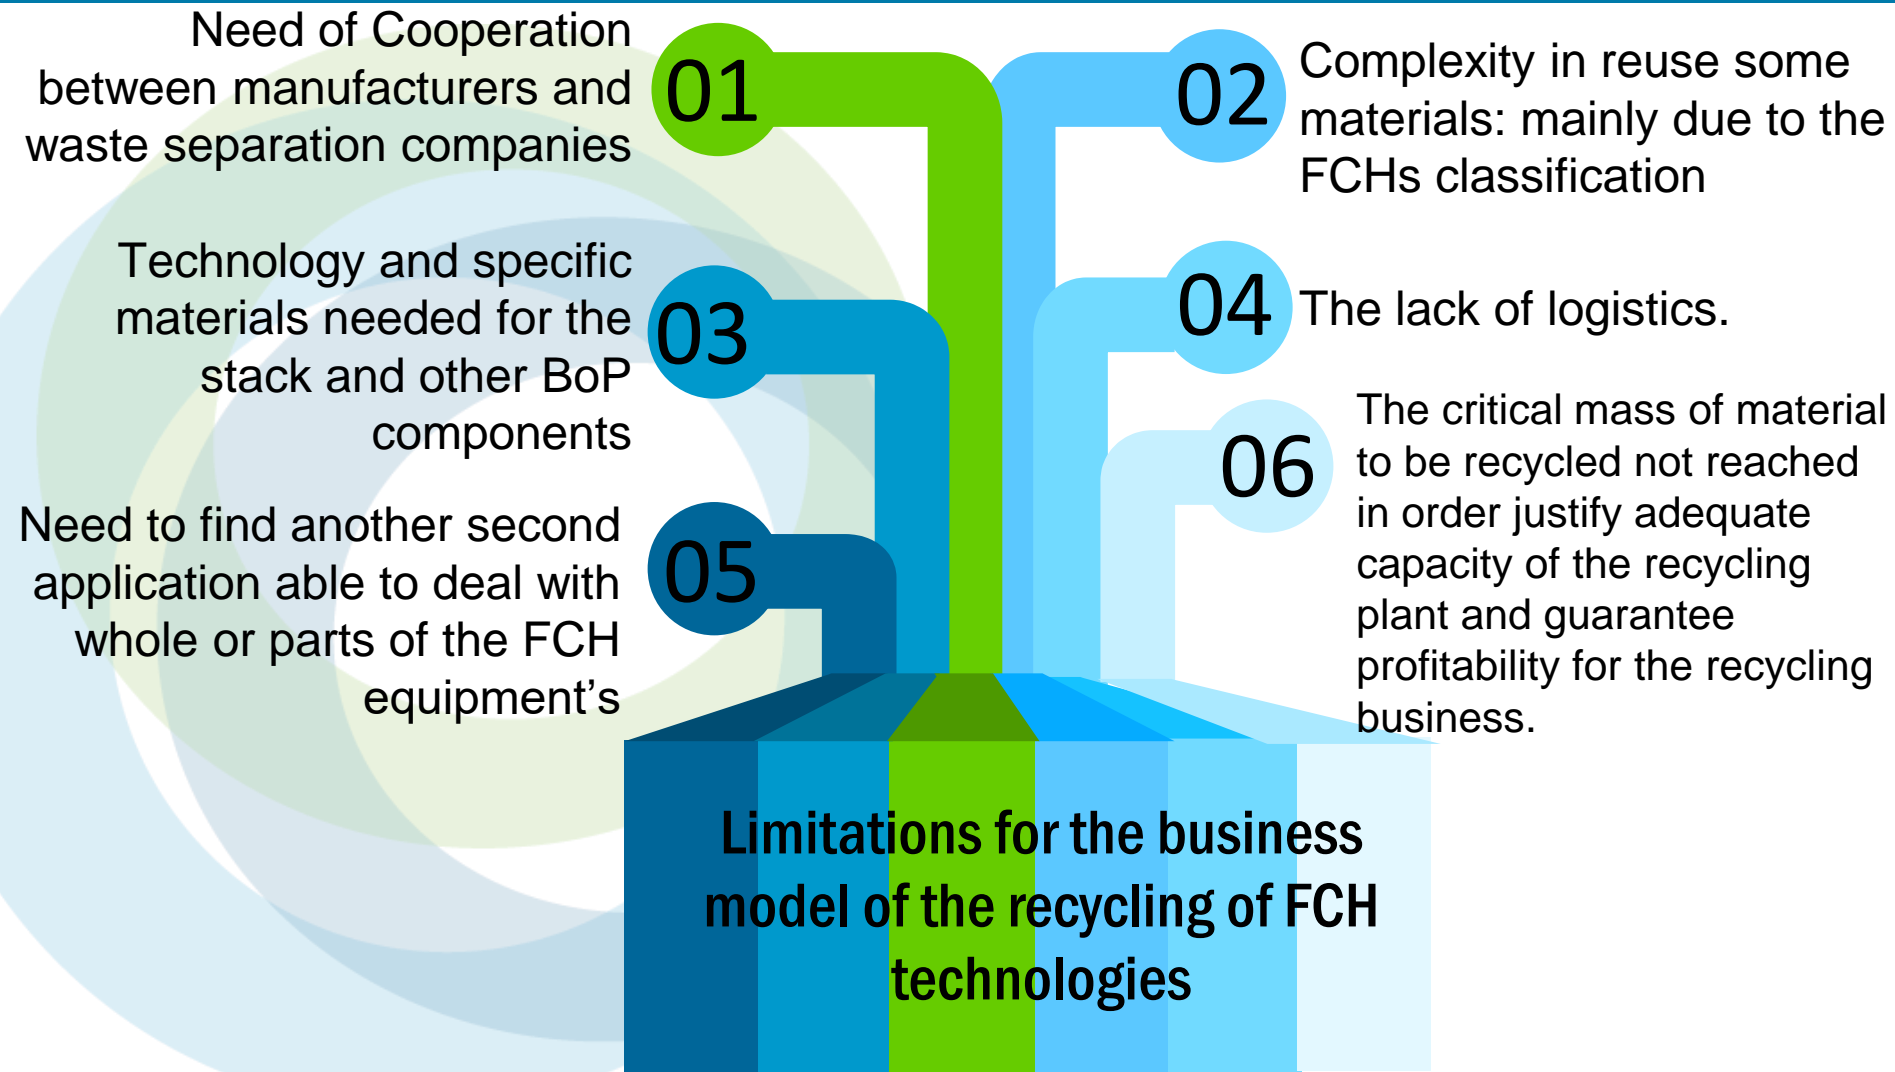 01
Need of Cooperation
between manufacturers and
waste separation companies
02
Complexity in reuse some
materials: mainly due to the
FCHs classification
03
Technology and specific
materials needed for the
stack and other BoP
components
04
The lack of logistics.
05
Need to find another second
application able to deal with
whole or parts of the FCH
equipment’s
06
The critical mass of material
to be recycled not reached
in order justify adequate
capacity of the recycling
plant and guarantee
profitability for the recycling
business.
Limitations for the business
model of the recycling of FCH
technologies